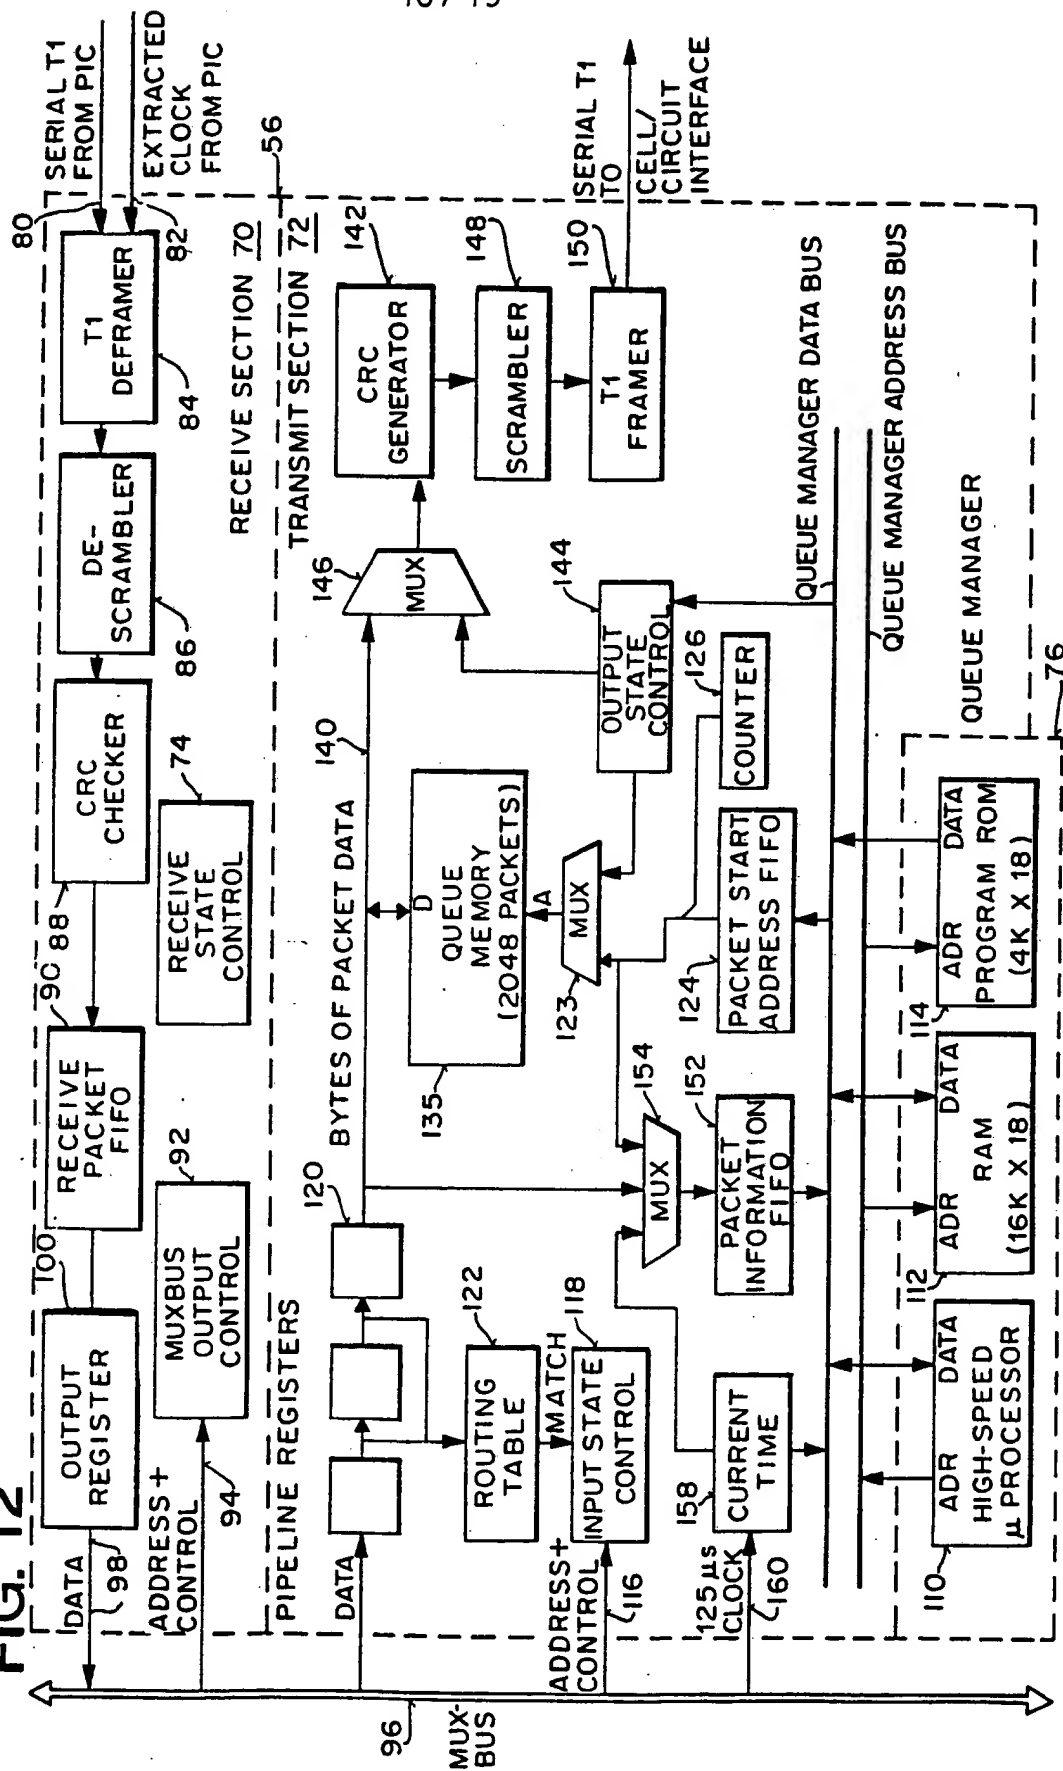 FIG. 12
80
SERIAL T1
FROM PIC
EXTRACTED
CLOCK
FROM PIC
82
T1
DEFRAMER
84
DE-
SCRAMBLER
86
CRC
CHECKER
88
RECEIVE
STATE
CONTROL
74
90
RECEIVE
PACKET
FIFO
MUXBUS
OUTPUT
CONTROL
92
100
OUTPUT
REGISTER
DATA
98
ADDRESS+
CONTROL
94
RECEIVE SECTION 70
56
TRANSMIT SECTION 72
PIPELINE REGISTERS
DATA
120
BYTES OF PACKET DATA
140
146
MUX
142
CRC
GENERATOR
148
SCRAMBLER
150
T1
FRAMER
SERIAL T1
TO
CELL/
CIRCUIT
INTERFACE
ROUTING
TABLE
122
MATCH
118
INPUT STATE
CONTROL
ADDRESS+
CONTROL
116
135
D
QUEUE
MEMORY
(2048 PACKETS)
A
MUX
123
144
OUTPUT
STATE
CONTROL
126
COUNTER
124
PACKET START
ADDRESS FIFO
154
MUX
152
PACKET
INFORMATION
FIFO
158
CURRENT
TIME
125 µs
CLOCK
160
QUEUE MANAGER DATA BUS
QUEUE MANAGER ADDRESS BUS
QUEUE MANAGER
76
110
ADR DATA
HIGH-SPEED
µ PROCESSOR
112
ADR DATA
RAM
(16K X 18)
114
ADR DATA
PROGRAM ROM
(4K X 18)
96
MUX-
BUS